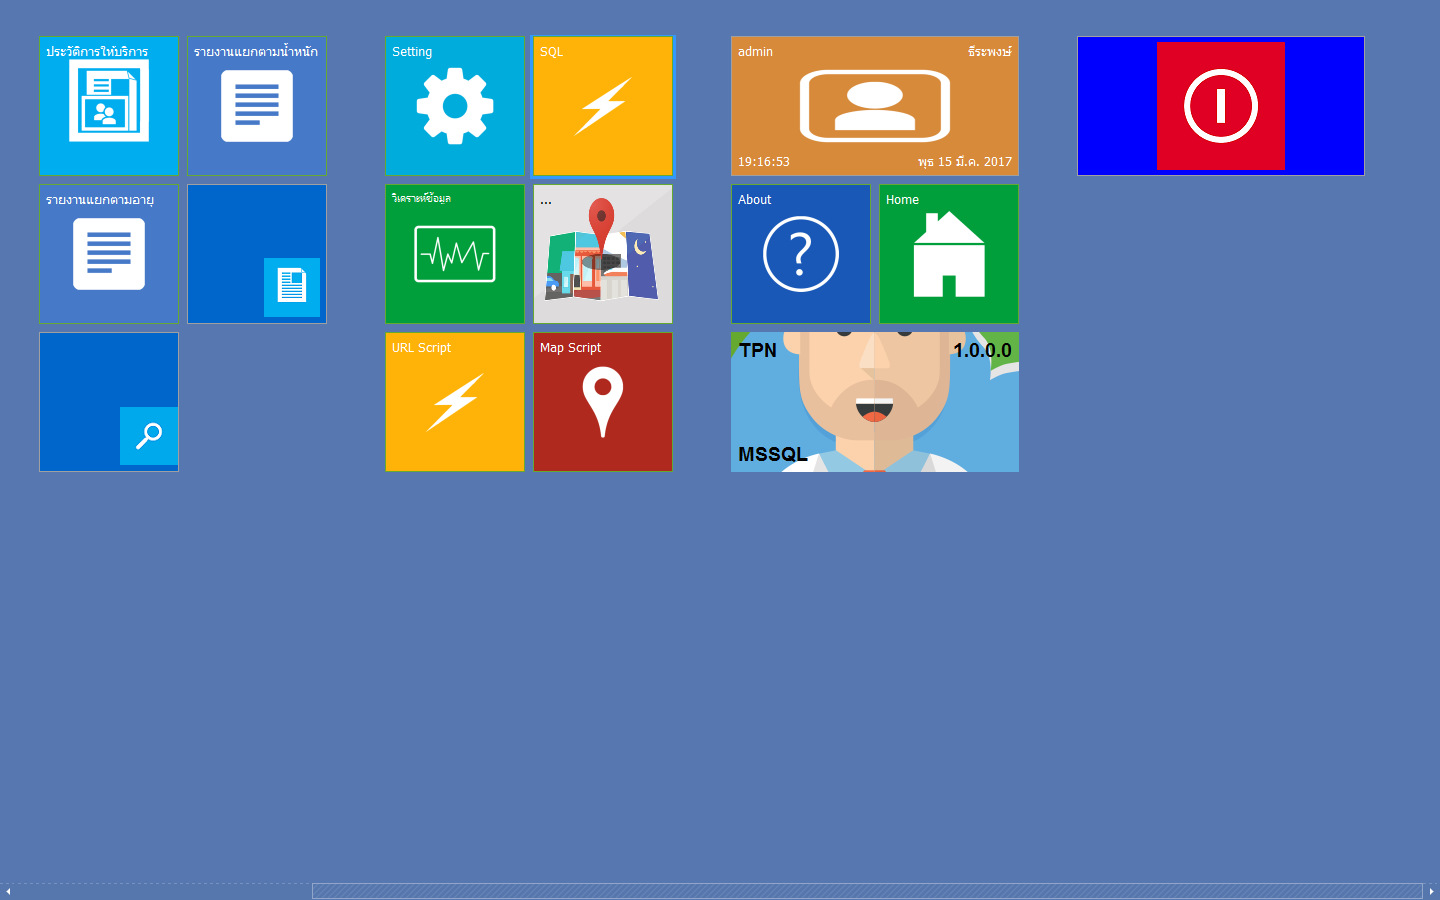 ประวัติการให้บริการ
รายงานแยกตามน้ำหนัก
รายงานแยกตามอายุ
Setting
SQL
วิเคราะห์ข้อมูล
...
URL Script
Map Script
admin
ธีระพงษ์
19:16:53
พุธ 15 มี.ค. 2017
About
Home
TPN
1.0.0.0
MSSQL